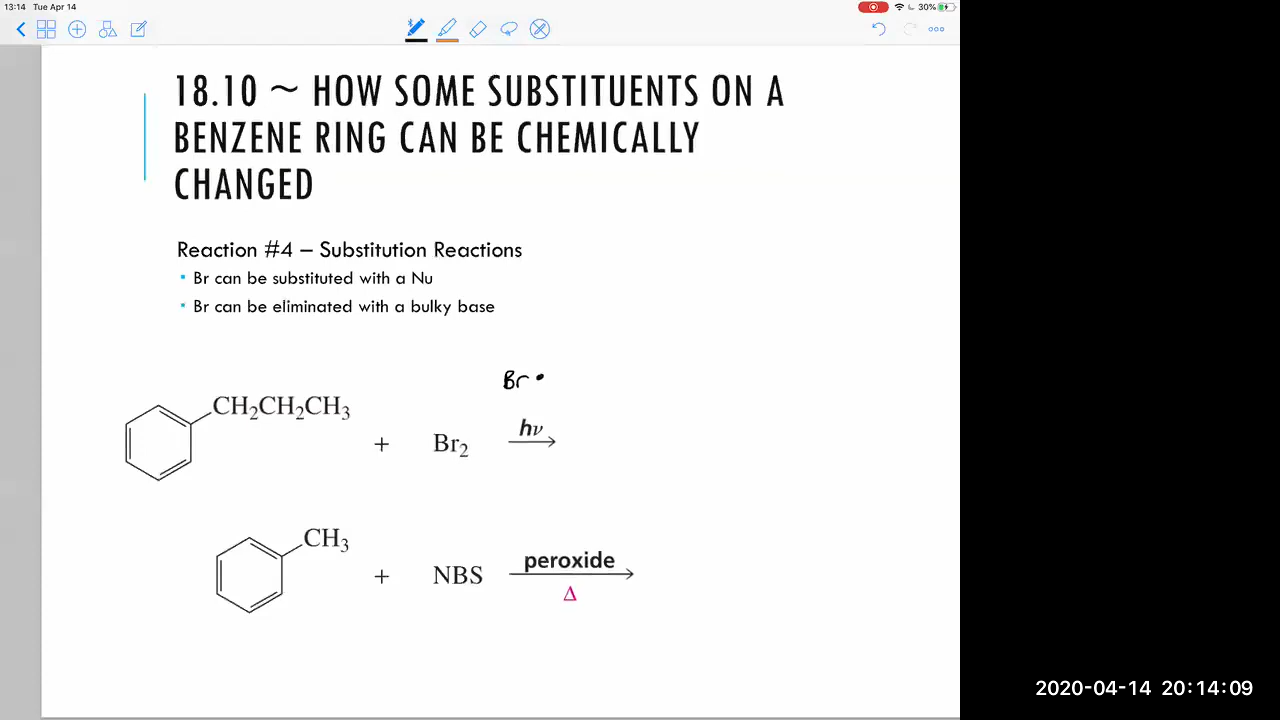 13:14 Tue Apr 14 30%
18.10 ~ HOW SOME SUBSTITUENTS ON A
BENZENE RING CAN BE CHEMICALLY
CHANGED
Reaction #4 – Substitution Reactions
▪ Br can be substituted with a Nu
▪ Br can be eliminated with a bulky base
Br •
CH₂CH₂CH₃ + Br₂ hν
CH₃ + NBS peroxide
Δ
2020-04-14 20:14:09